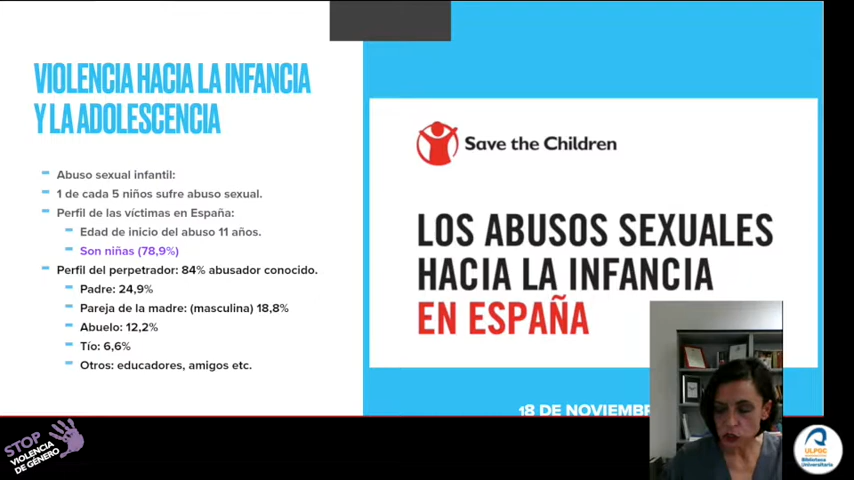 VIOLENCIA HACIA LA INFANCIA
Y LA ADOLESCENCIA
Abuso sexual infantil:
1 de cada 5 niños sufre abuso sexual.
Perfil de las víctimas en España:
Edad de inicio del abuso 11 años.
Son niñas (78,9%)
Perfil del perpetrador: 84% abusador conocido.
Padre: 24,9%
Pareja de la madre: (masculina) 18,8%
Abuelo: 12,2%
Tío: 6,6%
Otros: educadores, amigos etc.
Save the Children
LOS ABUSOS SEXUALES
HACIA LA INFANCIA
EN ESPAÑA
18 DE NOVIEMBR
STOP
VIOLENCIA
DE GÉNERO
ULPGC
Biblioteca
Universitaria